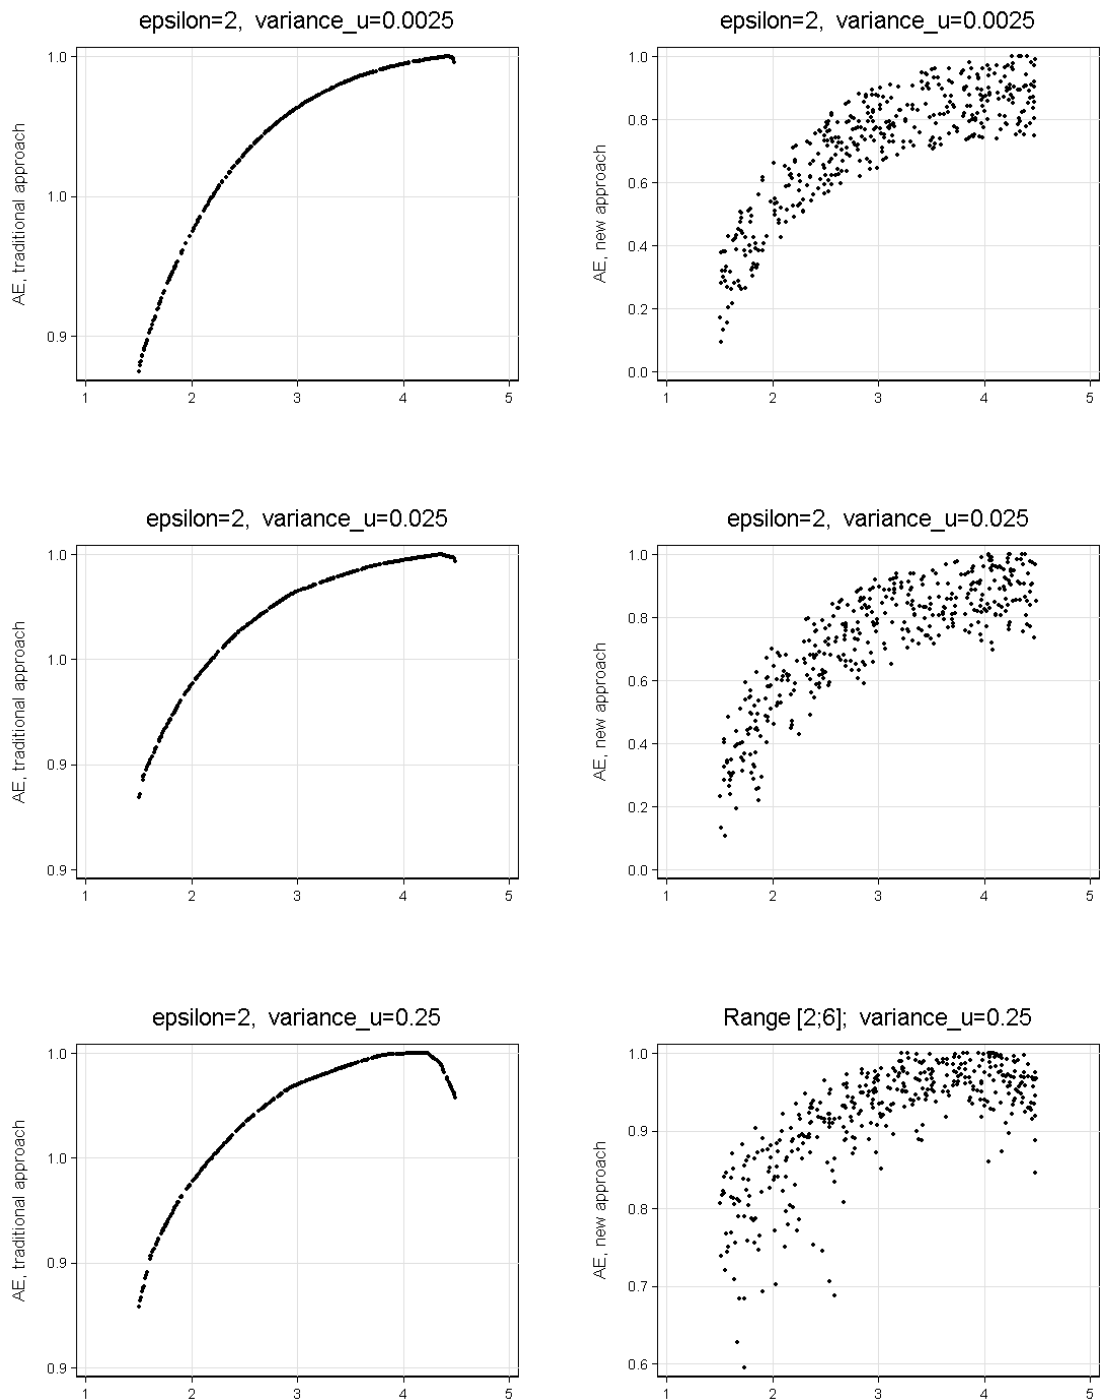 epsilon=2, variance_u=0.0025
AE, traditional approach
1.0
1.0
0.9
1 2 3 4 5
epsilon=2, variance_u=0.0025
AE, new approach
1.0
0.8
0.6
0.4
0.2
0.0
1 2 3 4 5
epsilon=2, variance_u=0.025
AE, traditional approach
1.0
1.0
0.9
0.9
1 2 3 4 5
epsilon=2, variance_u=0.025
AE, new approach
1.0
0.8
0.6
0.4
0.2
0.0
1 2 3 4 5
epsilon=2, variance_u=0.25
AE, traditional approach
1.0
1.0
0.9
0.9
1 2 3 4 5
Range [2;6]; variance_u=0.25
AE, new approach
1.0
0.9
0.8
0.7
0.6
1 2 3 4 5